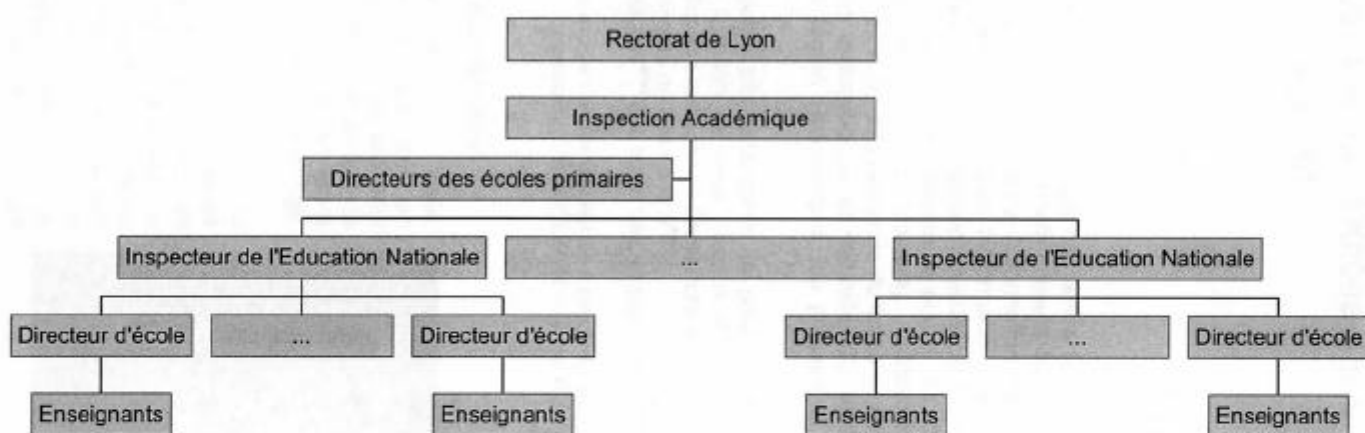 Rectorat de Lyon
Inspection Académique
Directeurs des écoles primaires
Inspecteur de l'Education Nationale
...
Inspecteur de l'Education Nationale
Directeur d'école
...
Directeur d'école
Directeur d'école
...
Directeur d'école
Enseignants
Enseignants
Enseignants
Enseignants